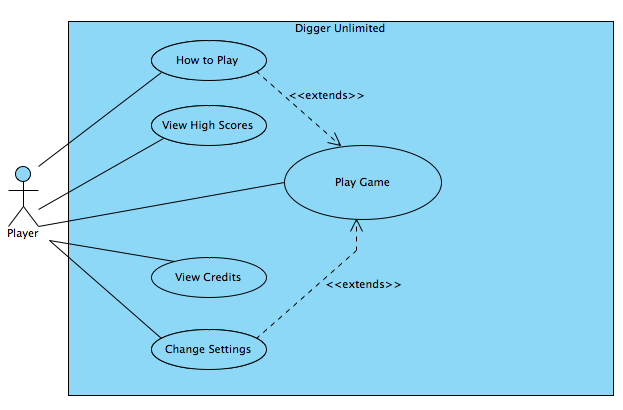 Digger Unlimited
How to Play
<<extends>>
View High Scores
Play Game
Player
View Credits
<<extends>>
Change Settings